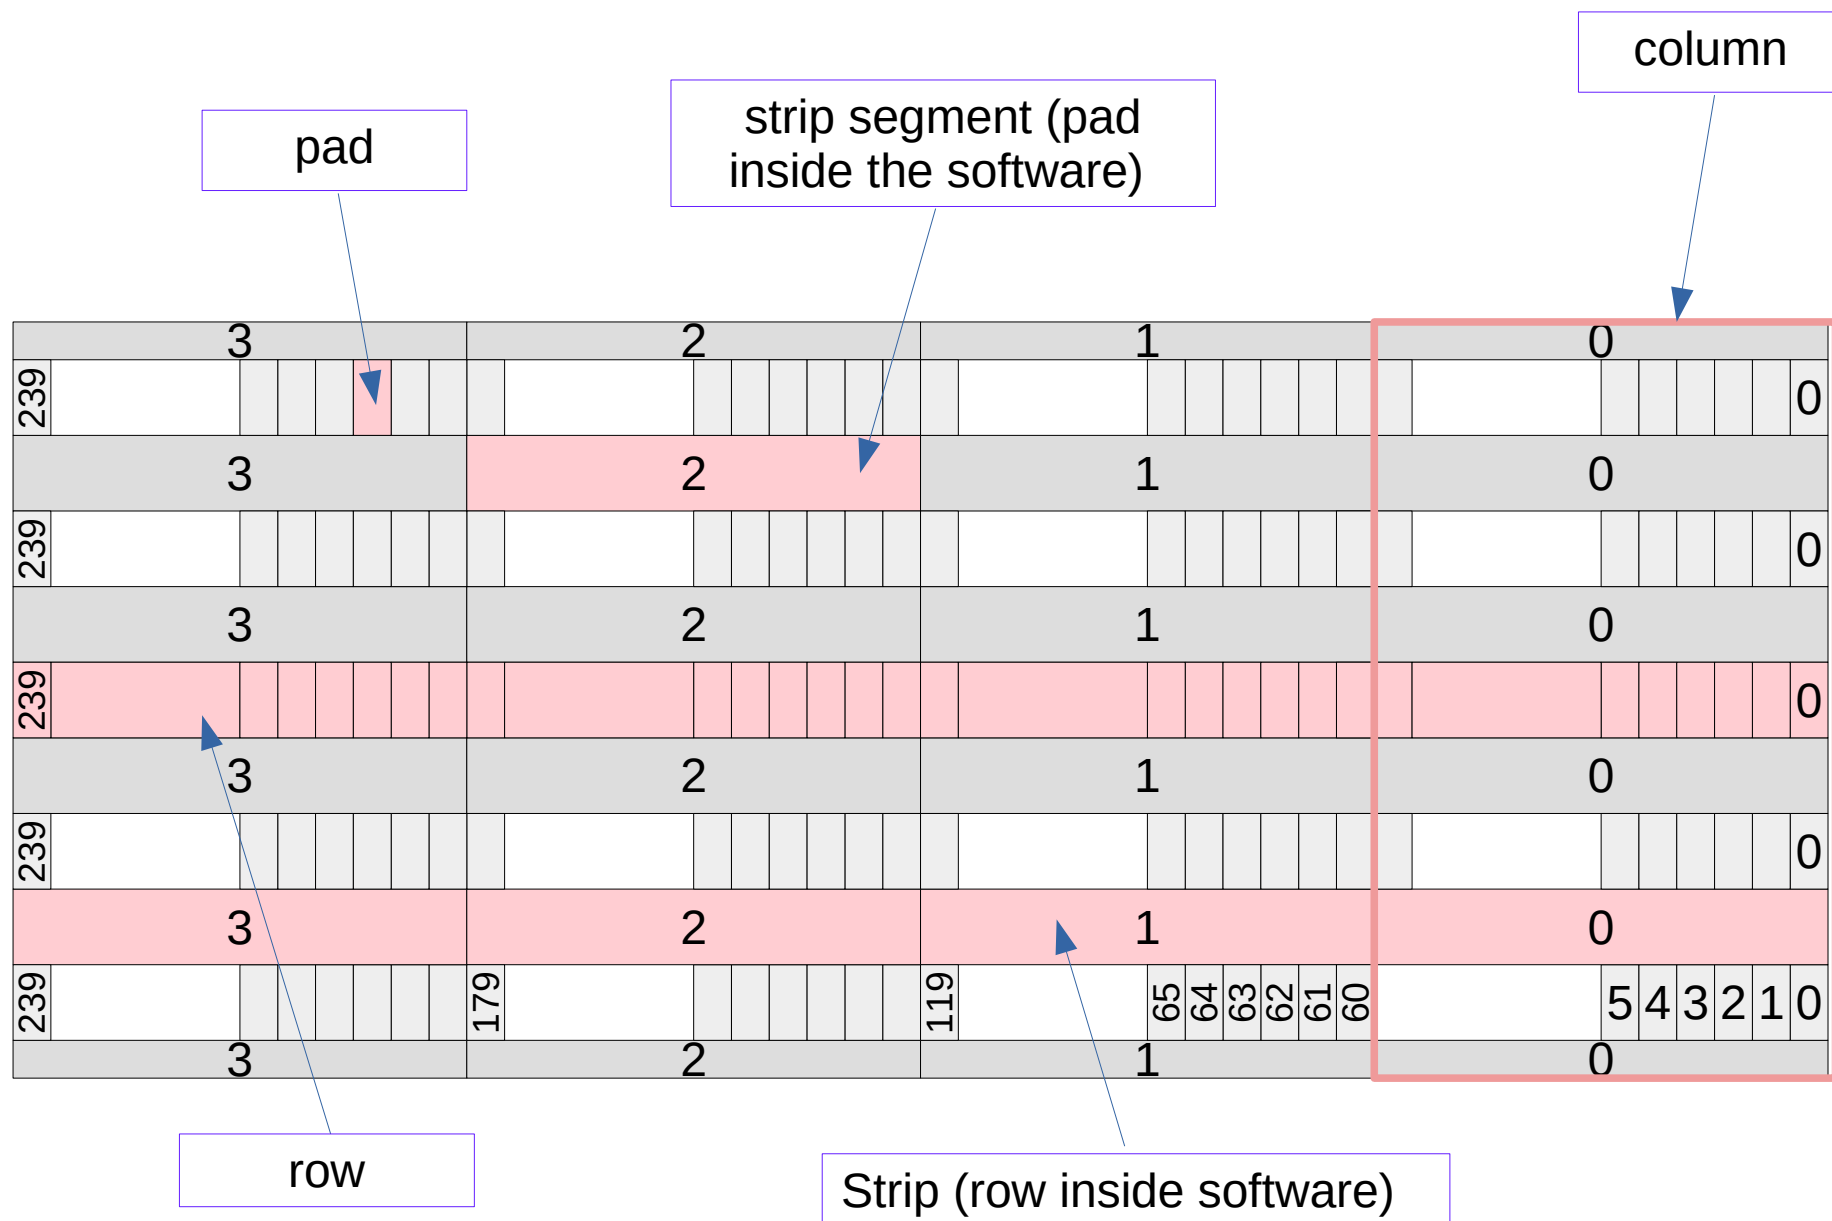 column
pad
strip segment (pad
inside the software)
3 2 1 0
239 0
3 2 1 0
239 0
3 2 1 0
239 0
3 2 1 0
239 0
3 2 1 0
239 179 119 65 64 63 62 61 60 5 4 3 2 1 0
3 2 1 0
row
Strip (row inside software)